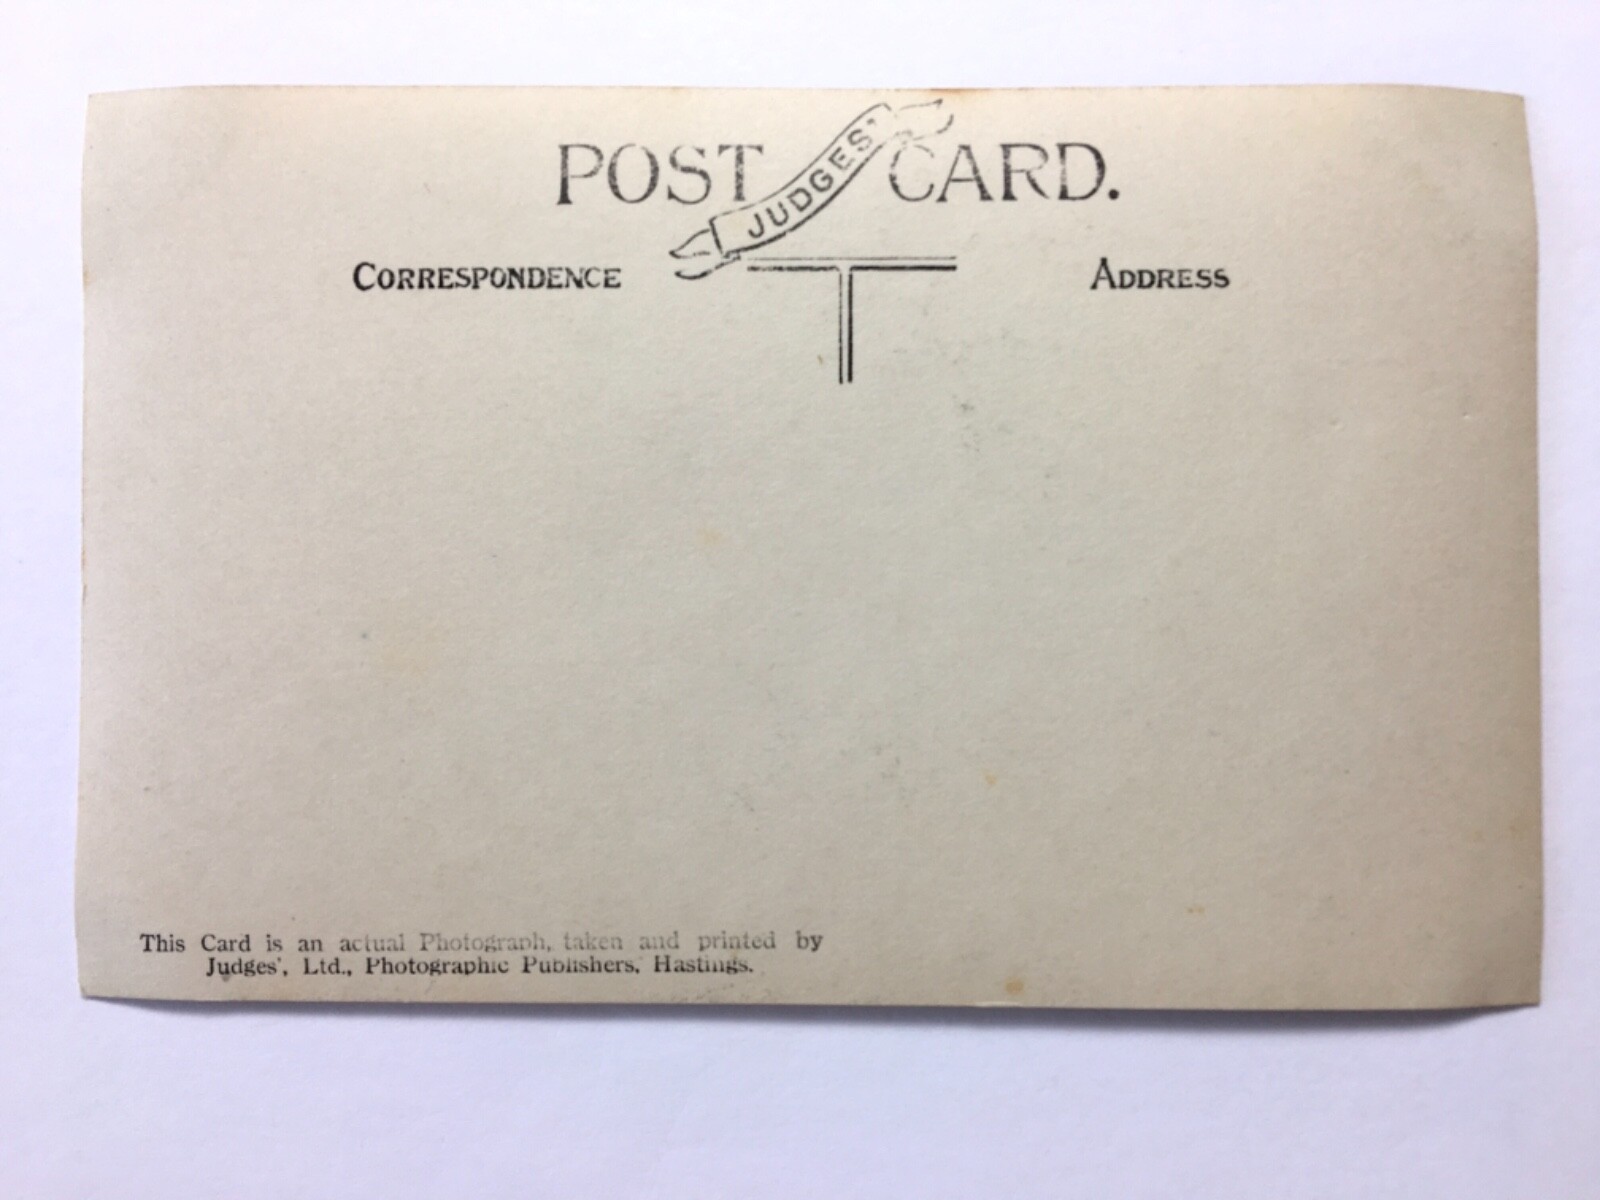 POST JUDGES' CARD.
CORRESPONDENCE ADDRESS
This Card is an actual Photograph, taken and printed by
Judges', Ltd., Photographic Publishers, Hastings.